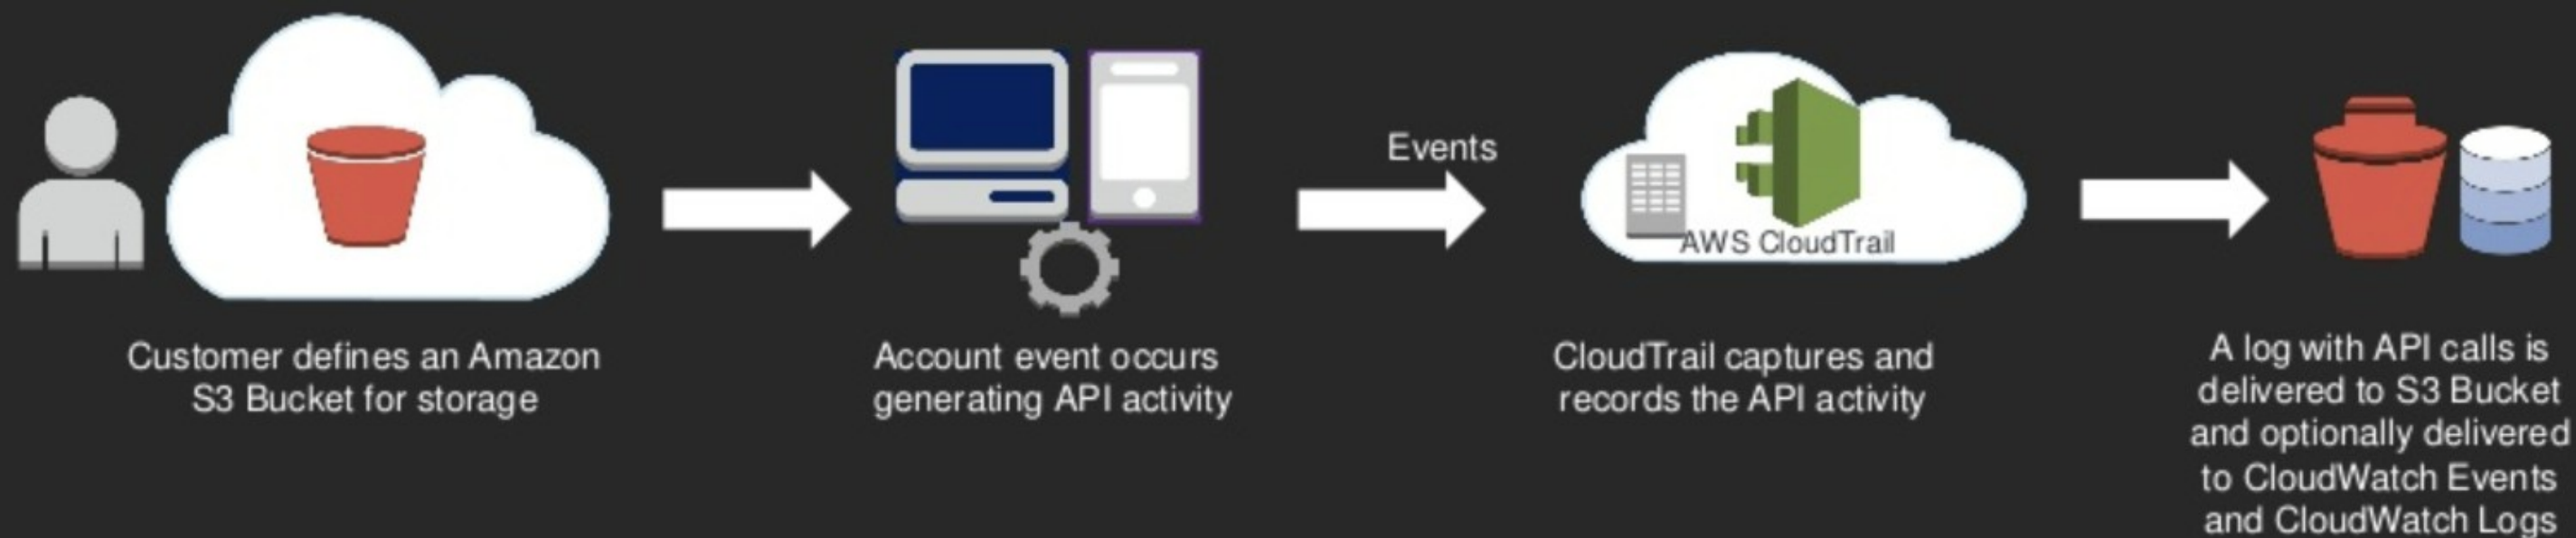 Customer defines an Amazon
S3 Bucket for storage
Account event occurs
generating API activity
Events
AWS CloudTrail
CloudTrail captures and
records the API activity
A log with API calls is
delivered to S3 Bucket
and optionally delivered
to CloudWatch Events
and CloudWatch Logs